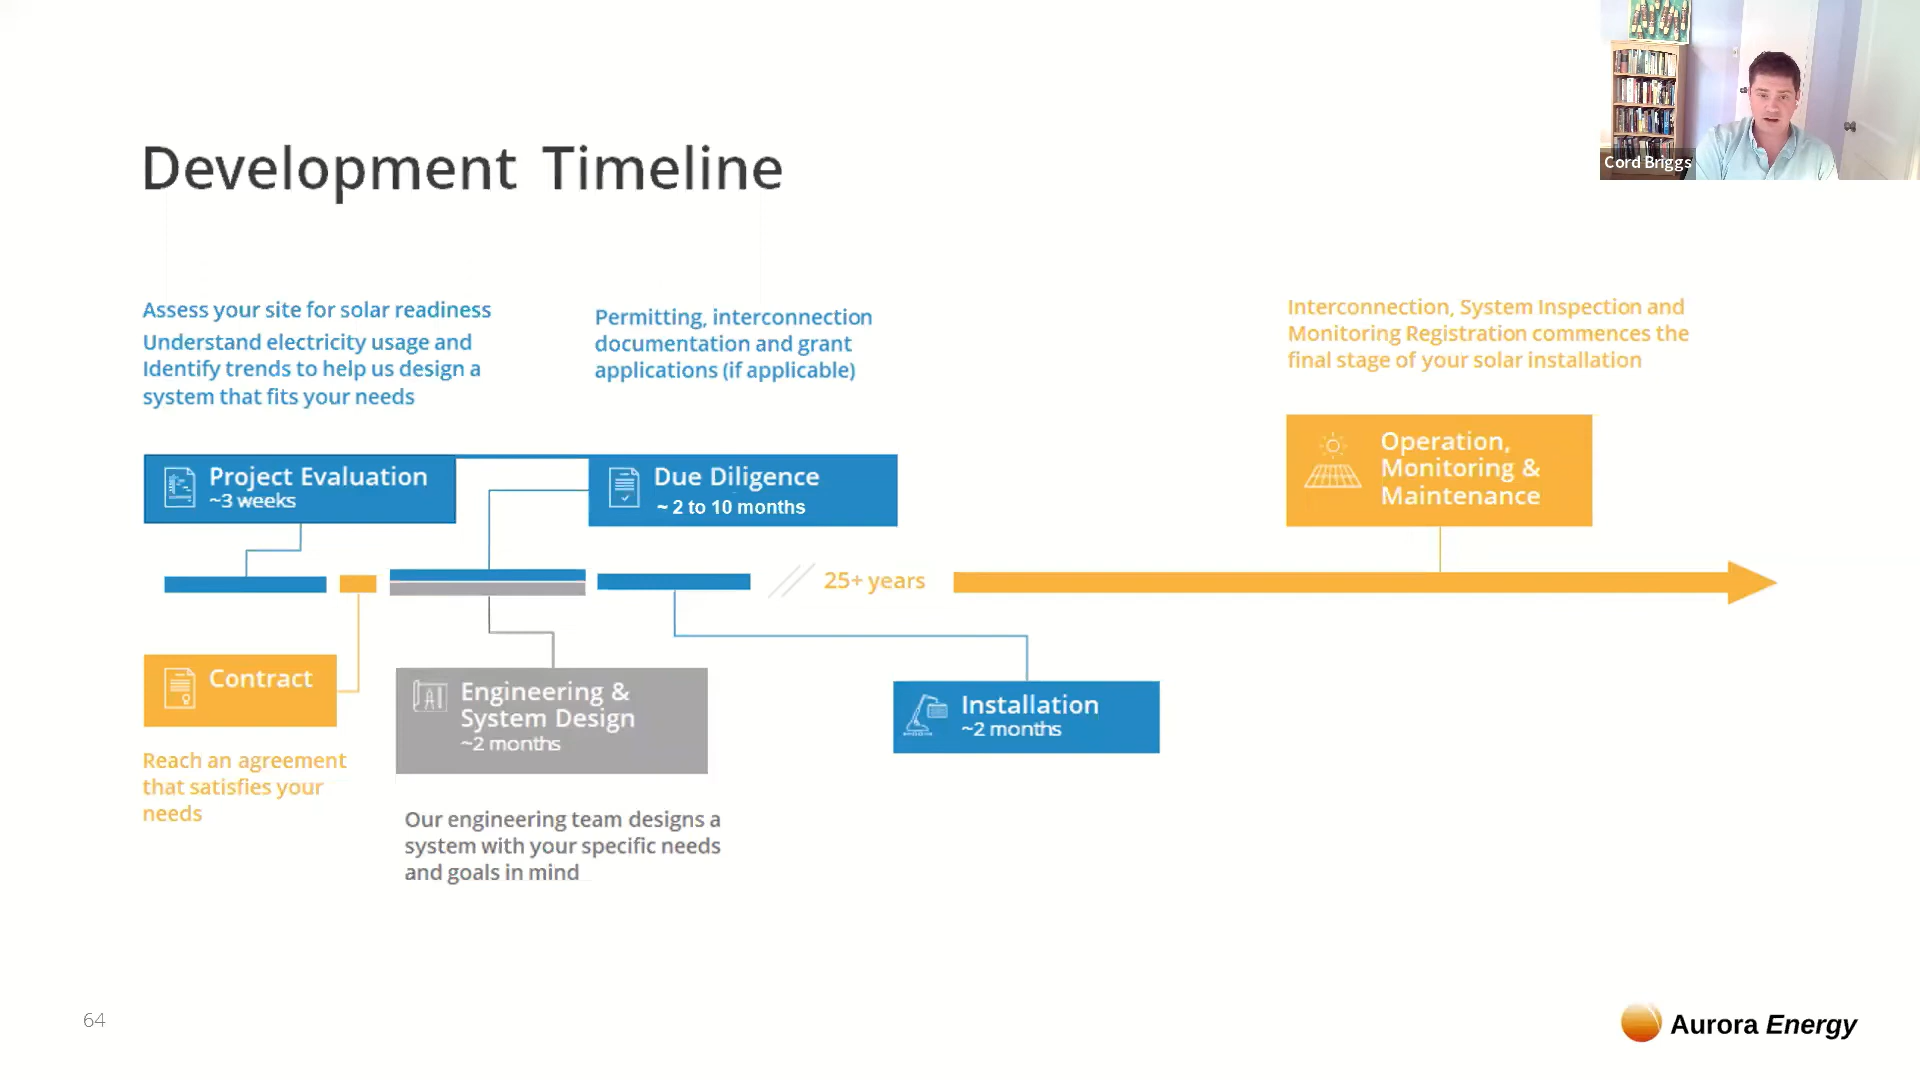 Cord Briggs
Development Timeline
Assess your site for solar readiness
Understand electricity usage and
Identify trends to help us design a
system that fits your needs
Permitting, interconnection
documentation and grant
applications (if applicable)
Interconnection, System Inspection and
Monitoring Registration commences the
final stage of your solar installation
Project Evaluation
~3 weeks
Due Diligence
~ 2 to 10 months
Operation,
Monitoring &
Maintenance
25+ years
Contract
Reach an agreement
that satisfies your
needs
Engineering &
System Design
~2 months
Our engineering team designs a
system with your specific needs
and goals in mind
Installation
~2 months
64
Aurora Energy